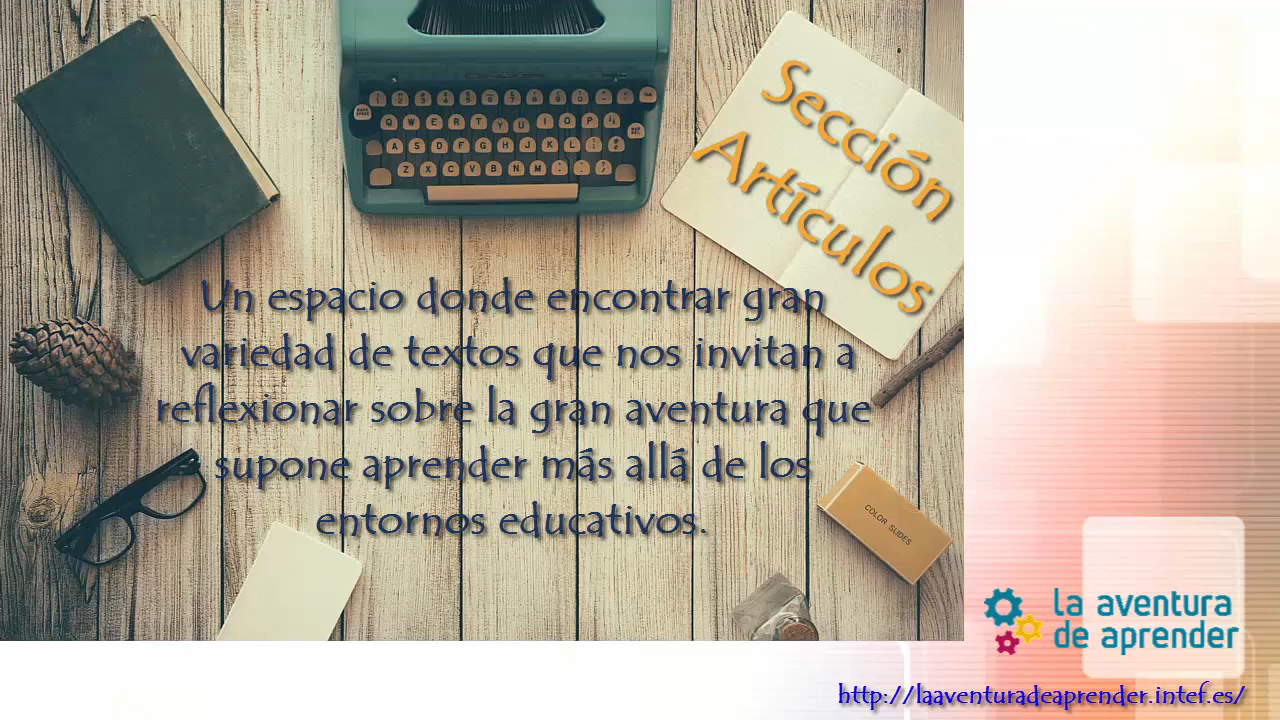 Sección
Artículos
Q W E R T Y U I O P
A S D F G H J K L
Z X C V B N M
Un espacio donde encontrar gran
variedad de textos que nos invitan a
reflexionar sobre la gran aventura que
supone aprender más allá de los
entornos educativos.
COLOR SLIDES
la aventura
de aprender
http://laaventuradeaprender.intef.es/